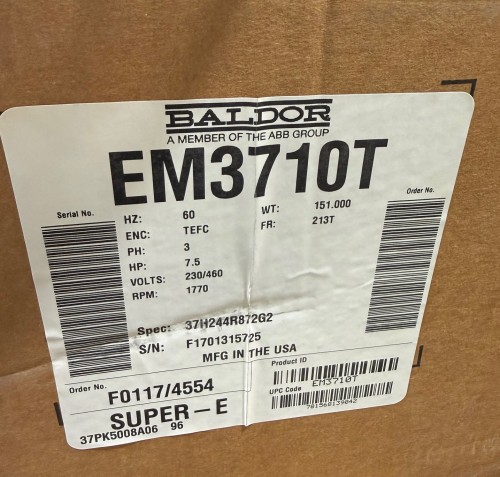 BALDOR
A MEMBER OF THE ABB GROUP
EM3710T
Serial No.
Order No.
HZ: 60
ENC: TEFC
PH: 3
HP: 7.5
VOLTS: 230/460
RPM: 1770
WT: 151.000
FR: 213T
Spec: 37H244R872G2
S/N: F1701315725
MFG IN THE USA
Order No.
F0117/4554
SUPER-E
37PK5008A06 96
Product ID
EM3710T
UPC Code
781568139042